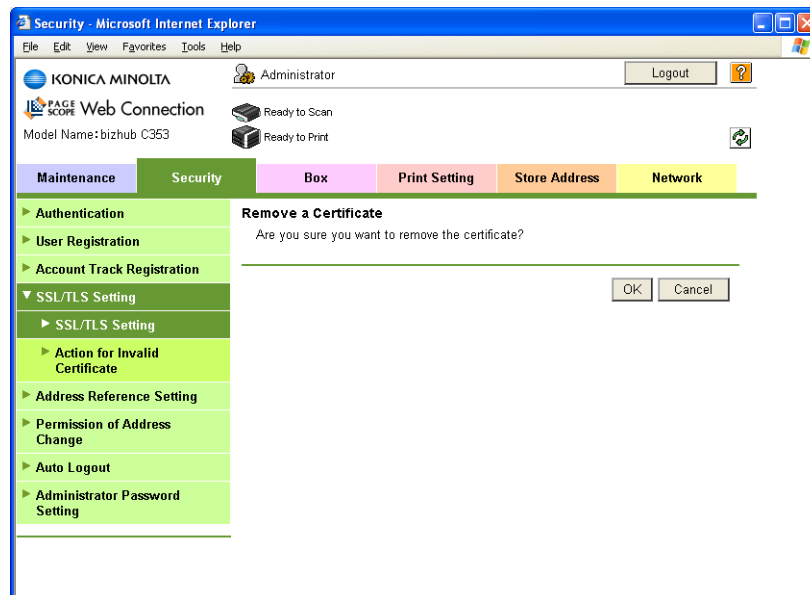 Security - Microsoft Internet Explorer
File Edit View Favorites Tools Help
KONICA MINOLTA
Administrator
Logout
?
PAGE SCOPE Web Connection
Ready to Scan
Model Name:bizhub C353
Ready to Print
Maintenance Security Box Print Setting Store Address Network
Authentication
User Registration
Account Track Registration
SSL/TLS Setting
SSL/TLS Setting
Action for Invalid
Certificate
Address Reference Setting
Permission of Address
Change
Auto Logout
Administrator Password
Setting
Remove a Certificate
Are you sure you want to remove the certificate?
OK Cancel